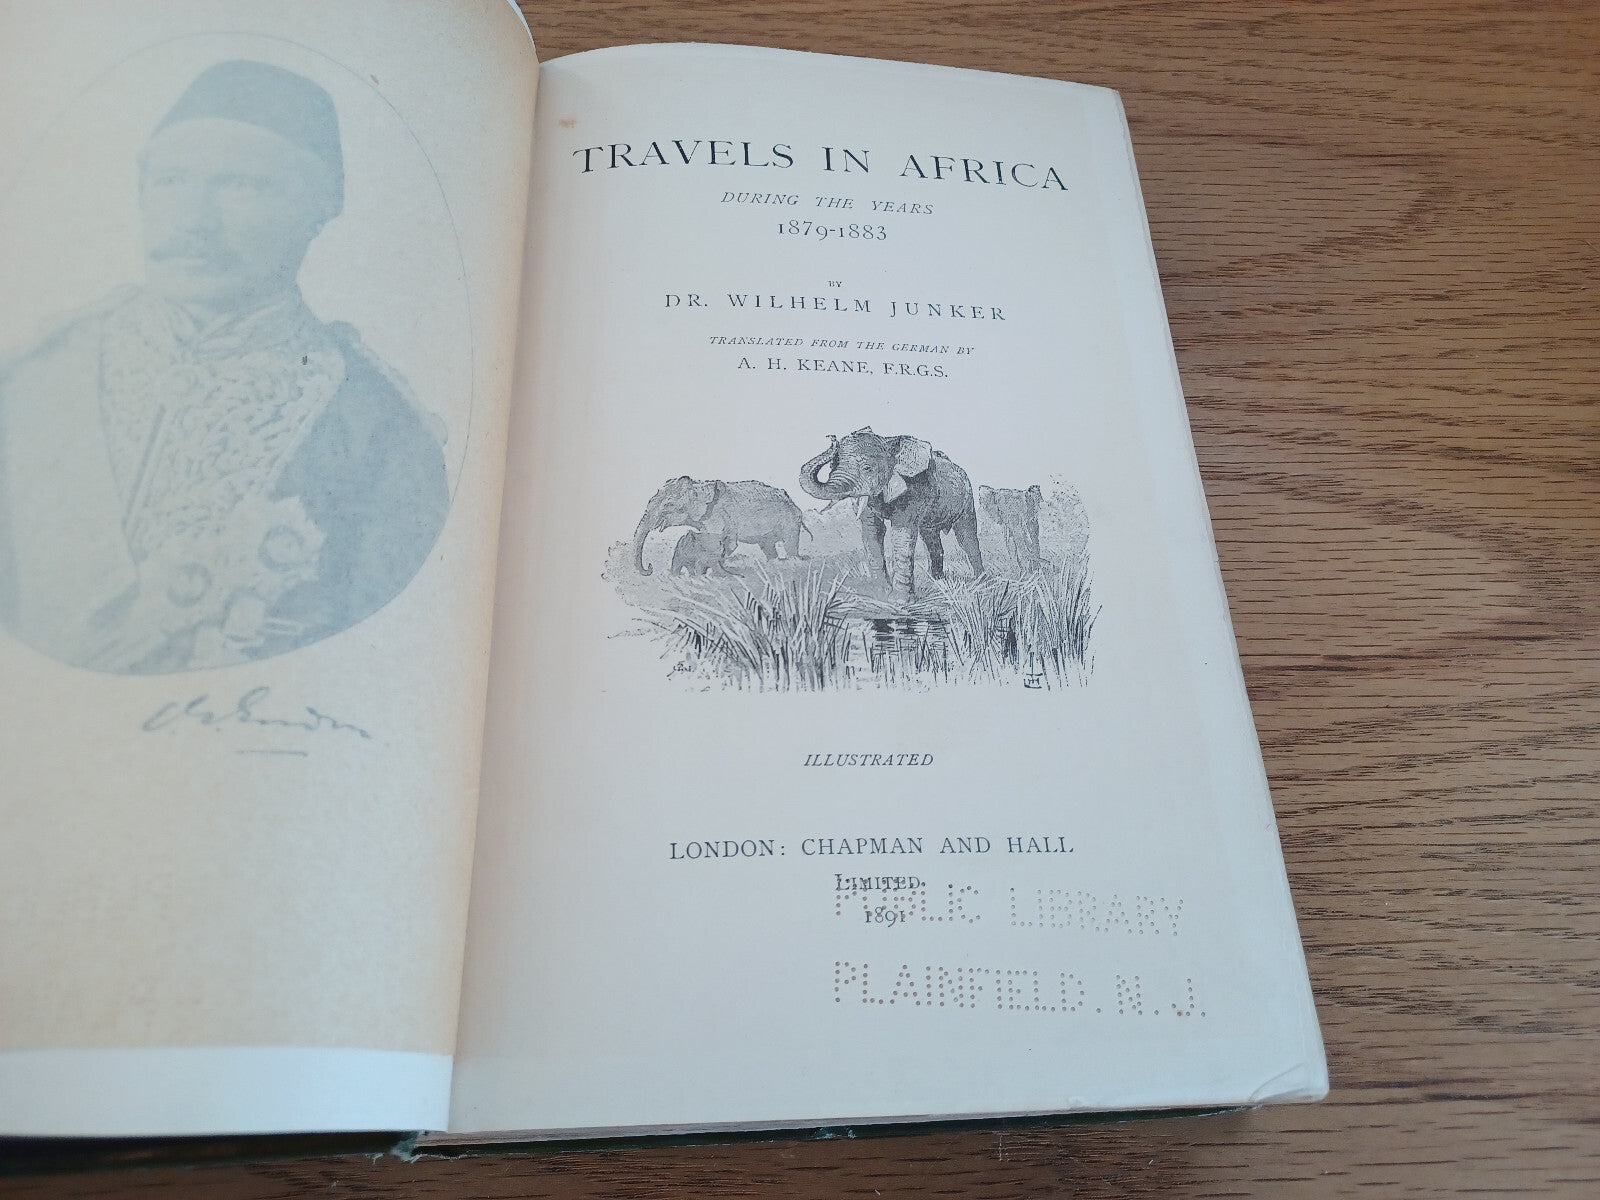 TRAVELS IN AFRICA
DURING THE YEARS
1879-1883
BY
DR. WILHELM JUNKER
TRANSLATED FROM THE GERMAN BY
A. H. KEANE, F.R.G.S.
ILLUSTRATED
LONDON: CHAPMAN AND HALL
LIMITED
1891
PUBLIC LIBRARY
PLAINFIELD. N. J.